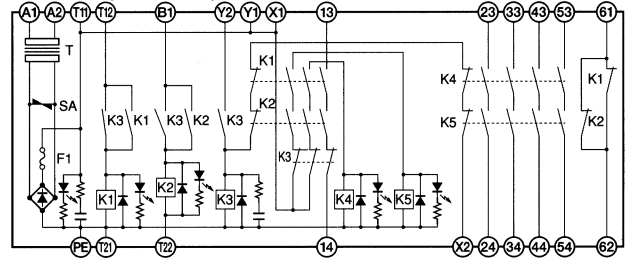 A1 A2 T11 T12 B1 Y2 Y1 X1 13 23 33 43 53 61
T
K1
K4
K1
SA
K3 K1 K3 K2 K3
K2
K5
K2
F1
K3
K1 K2 K3 K4 K5
PE T21 T22 14 X2 24 34 44 54 62